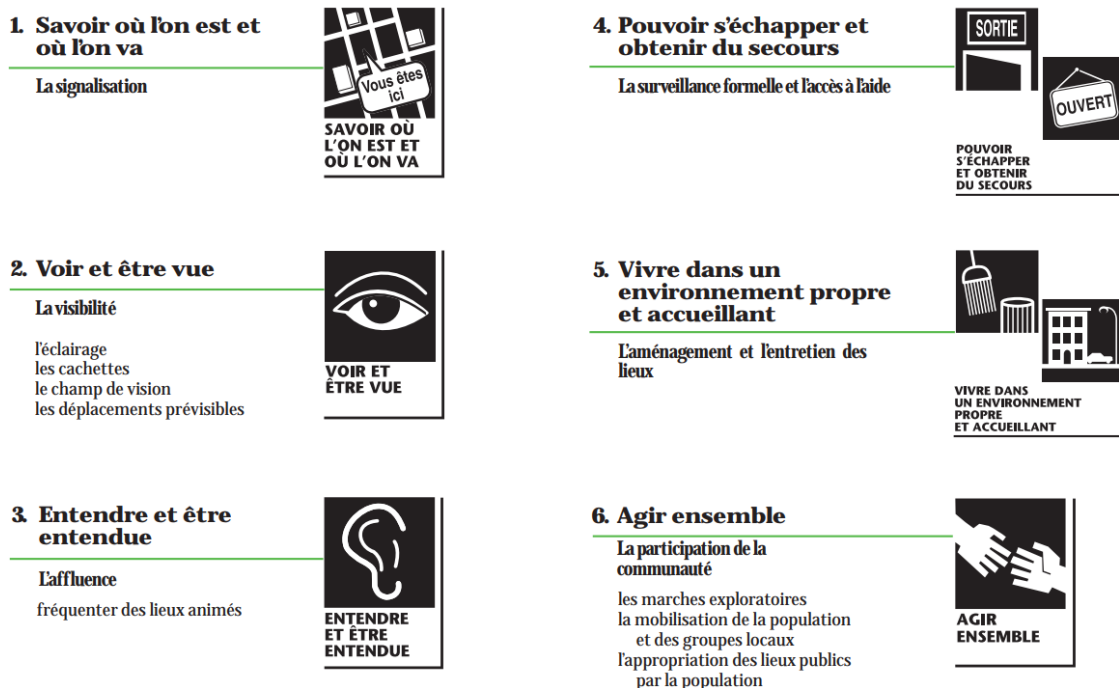 1. Savoir où l'on est et
où l'on va
La signalisation
Vous êtes
ici
SAVOIR OÙ
L'ON EST ET
OÙ L'ON VA
2. Voir et être vue
La visibilité
l'éclairage
les cachettes
le champ de vision
les déplacements prévisibles
VOIR ET
ÊTRE VUE
3. Entendre et être
entendue
L'affluence
fréquenter des lieux animés
ENTENDRE
ET ÊTRE
ENTENDUE
4. Pouvoir s'échapper et
obtenir du secours
La surveillance formelle et l'accès à l'aide
SORTIE
OUVERT
POUVOIR
S'ÉCHAPPER
ET OBTENIR
DU SECOURS
5. Vivre dans un
environnement propre
et accueillant
L'aménagement et l'entretien des
lieux
VIVRE DANS
UN ENVIRONNEMENT
PROPRE
ET ACCUEILLANT
6. Agir ensemble
La participation de la
communauté
les marches exploratoires
la mobilisation de la population
et des groupes locaux
l'appropriation des lieux publics
par la population
AGIR
ENSEMBLE